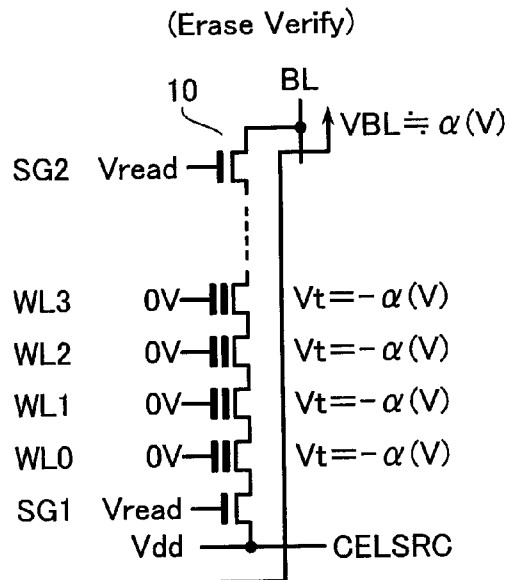 (Erase Verify)
BL
10
VBL≒α(V)
SG2 Vread
WL3 0V Vt=-α(V)
WL2 0V Vt=-α(V)
WL1 0V Vt=-α(V)
WL0 0V Vt=-α(V)
SG1 Vread
Vdd CELSRC